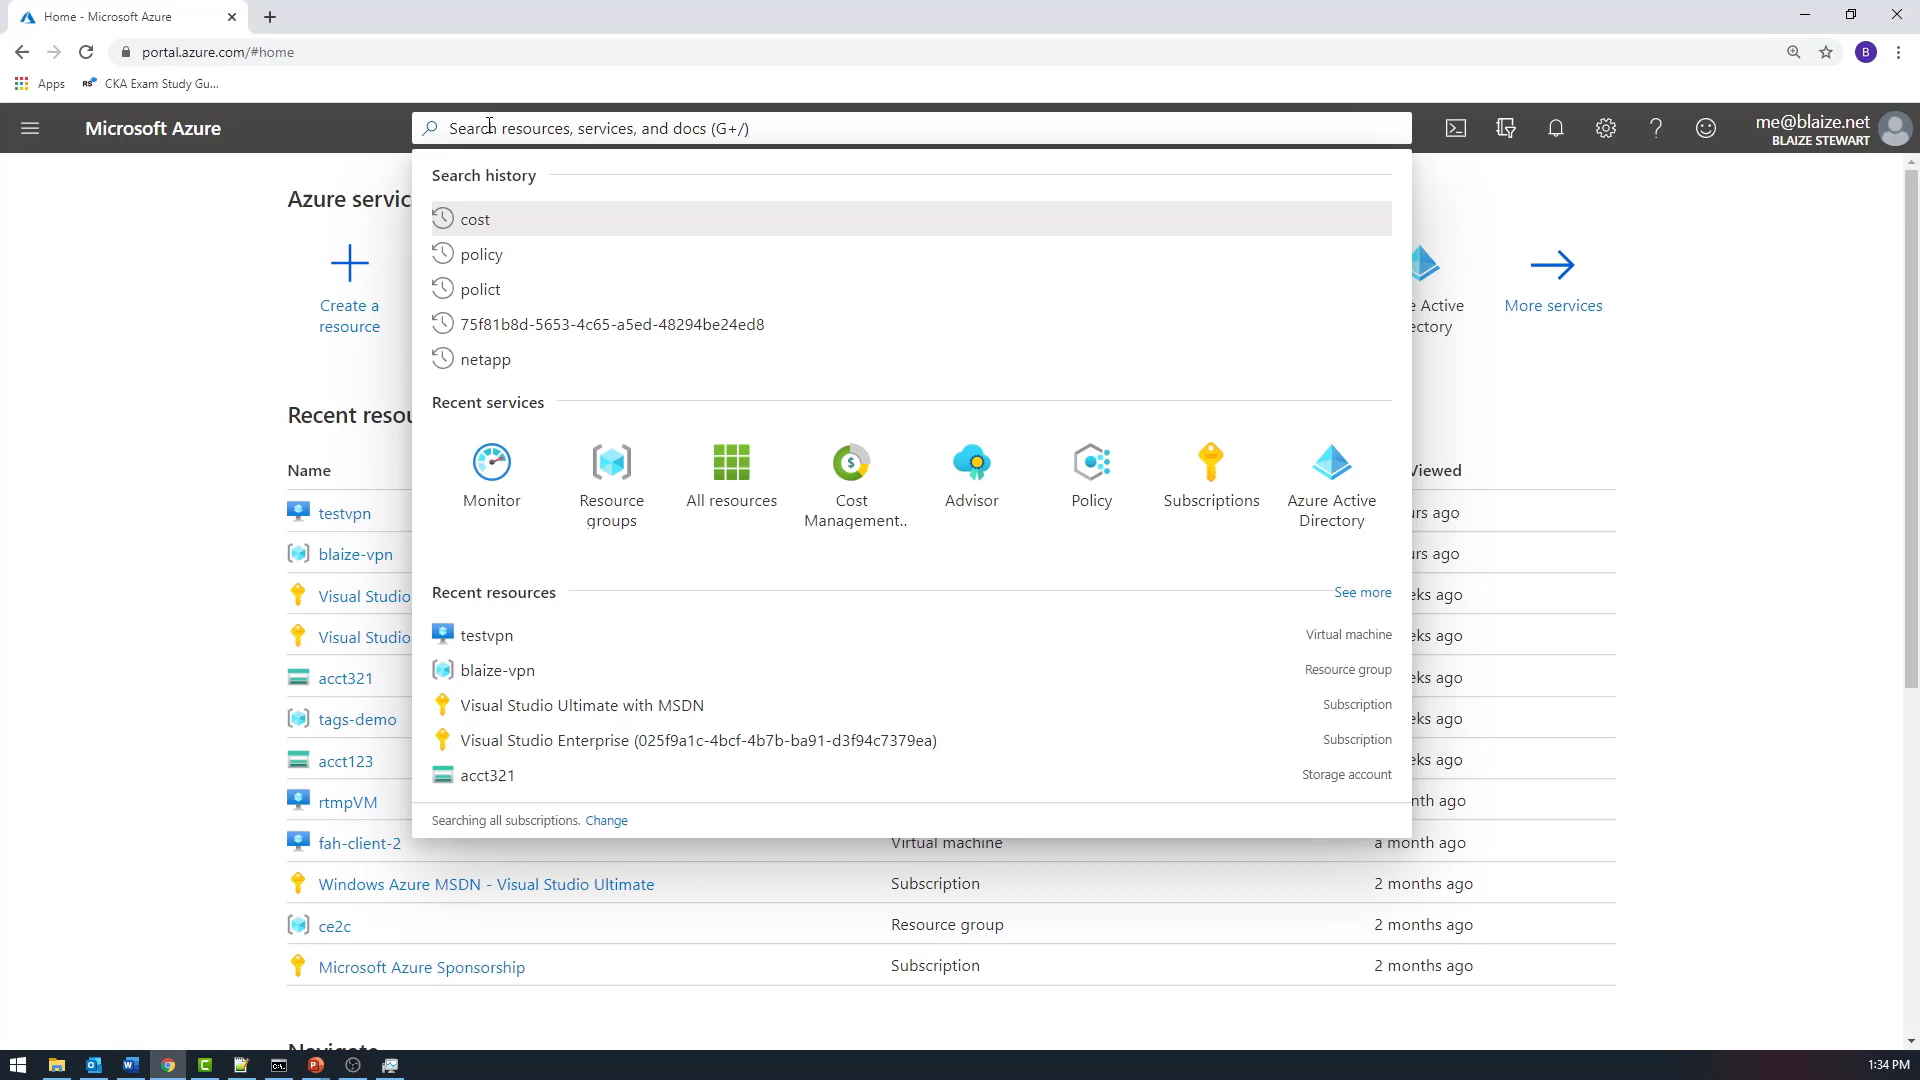 Home - Microsoft Azure
portal.azure.com/#home
B
Apps
RS
CKA Exam Study Gu...
Microsoft Azure
Search resources, services, and docs (G+/)
me@blaize.net
BLAIZE STEWART
Azure servic
Create a
resource
e Active
ectory
More services
Search history
cost
policy
polict
75f81b8d-5653-4c65-a5ed-48294be24ed8
netapp
Recent services
Monitor
Resource
groups
All resources
Cost
Management..
Advisor
Policy
Subscriptions
Azure Active
Directory
Recent resources
See more
testvpn
Virtual machine
blaize-vpn
Resource group
Visual Studio Ultimate with MSDN
Subscription
Visual Studio Enterprise (025f9a1c-4bcf-4b7b-ba91-d3f94c7379ea)
Subscription
acct321
Storage account
Searching all subscriptions. Change
Recent resou
Name
Viewed
testvpn
urs ago
blaize-vpn
urs ago
Visual Studio
eks ago
Visual Studio
eks ago
acct321
eks ago
tags-demo
eks ago
acct123
eks ago
rtmpVM
nth ago
fah-client-2
Virtual machine
a month ago
Windows Azure MSDN - Visual Studio Ultimate
Subscription
2 months ago
ce2c
Resource group
2 months ago
Microsoft Azure Sponsorship
Subscription
2 months ago
Navigate
1:34 PM